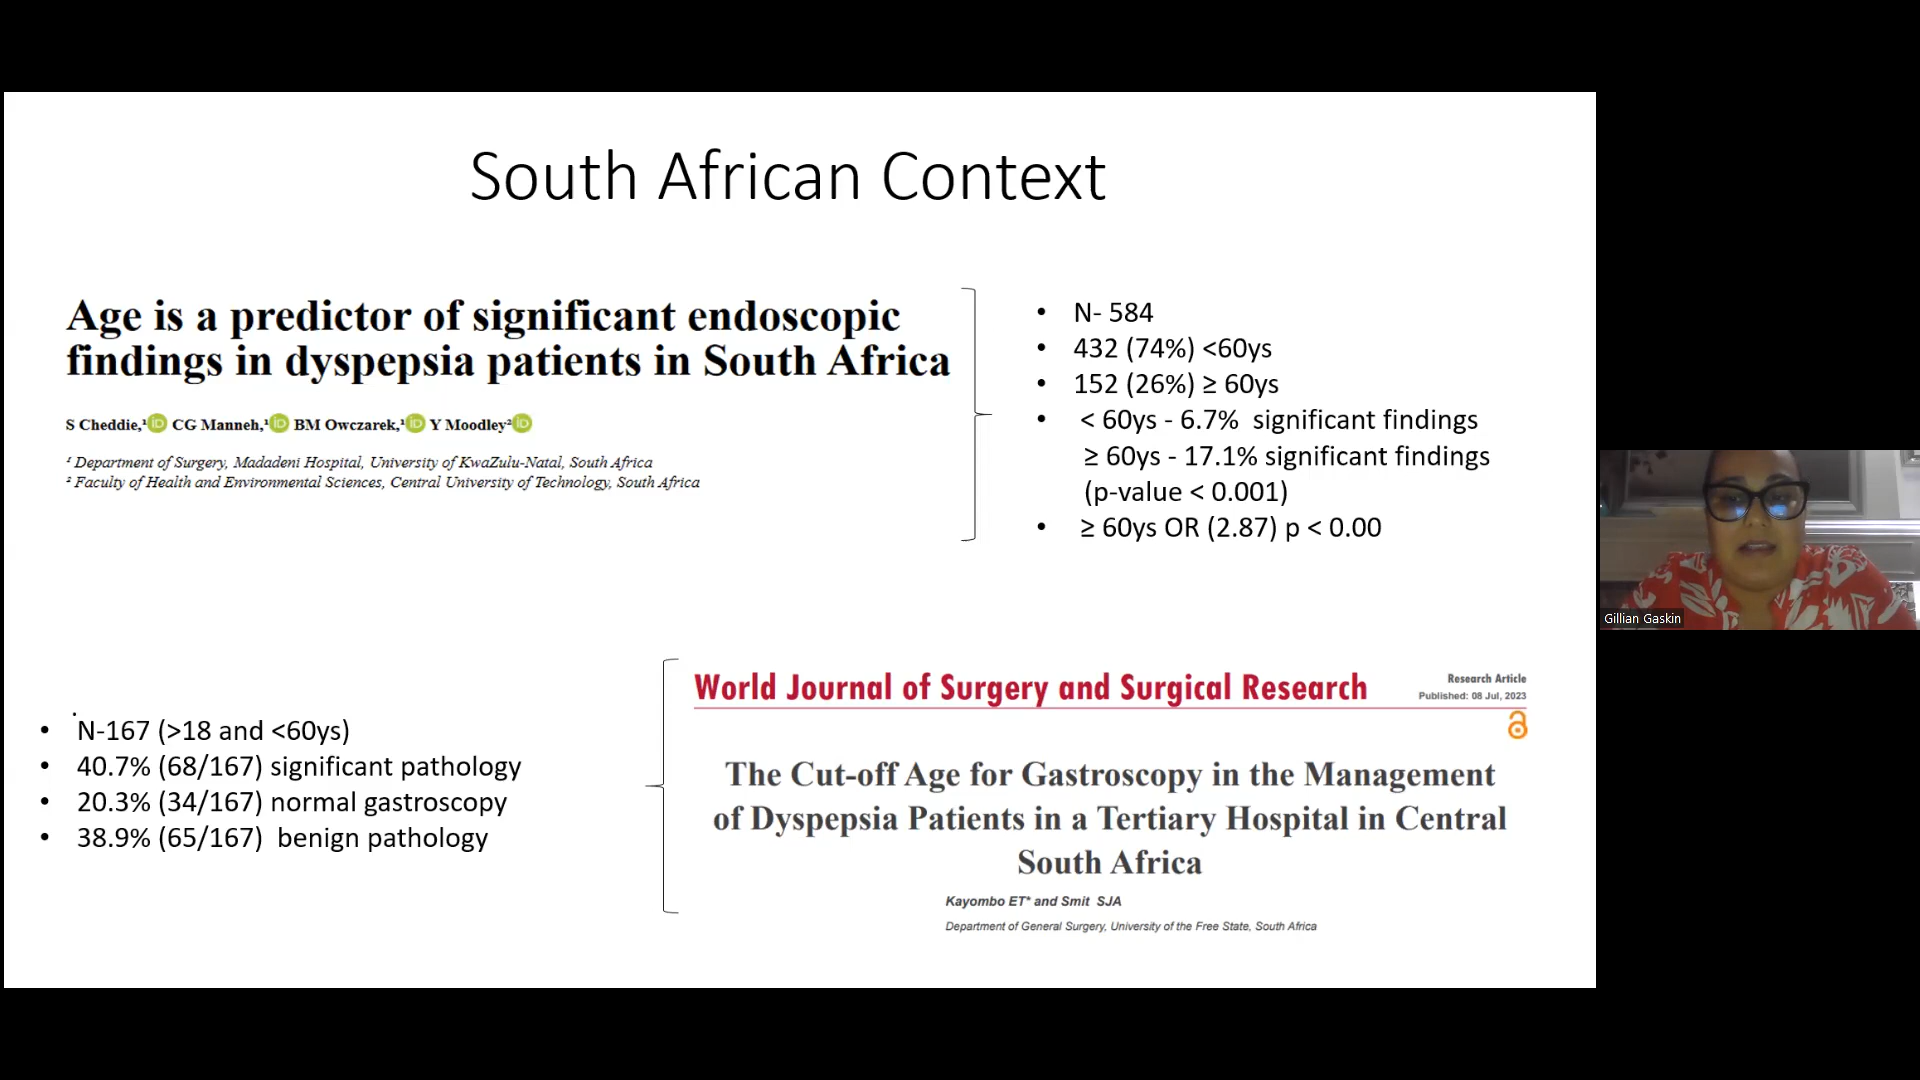 South African Context
Age is a predictor of significant endoscopic
findings in dyspepsia patients in South Africa
S Cheddie,¹ iD CG Manneh,¹ iD BM Owczarek,¹ iD Y Moodley² iD
¹ Department of Surgery, Madadeni Hospital, University of KwaZulu-Natal, South Africa
² Faculty of Health and Environmental Sciences, Central University of Technology, South Africa
• N- 584
• 432 (74%) <60ys
• 152 (26%) ≥ 60ys
• < 60ys - 6.7% significant findings
≥ 60ys - 17.1% significant findings
(p-value < 0.001)
• ≥ 60ys OR (2.87) p < 0.00
.
• N-167 (>18 and <60ys)
• 40.7% (68/167) significant pathology
• 20.3% (34/167) normal gastroscopy
• 38.9% (65/167) benign pathology
World Journal of Surgery and Surgical Research
Research Article
Published: 08 Jul, 2023
The Cut-off Age for Gastroscopy in the Management
of Dyspepsia Patients in a Tertiary Hospital in Central
South Africa
Kayombo ET* and Smit SJA
Department of General Surgery, University of the Free State, South Africa
Gillian Gaskin